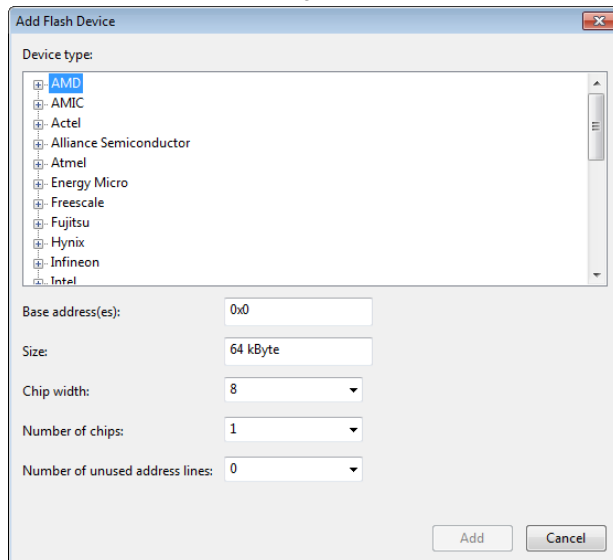 Add Flash Device
Device type:
AMD
AMIC
Actel
Alliance Semiconductor
Atmel
Energy Micro
Freescale
Fujitsu
Hynix
Infineon
Intel
Base address(es): 0x0
Size: 64 kByte
Chip width: 8
Number of chips: 1
Number of unused address lines: 0
Add Cancel